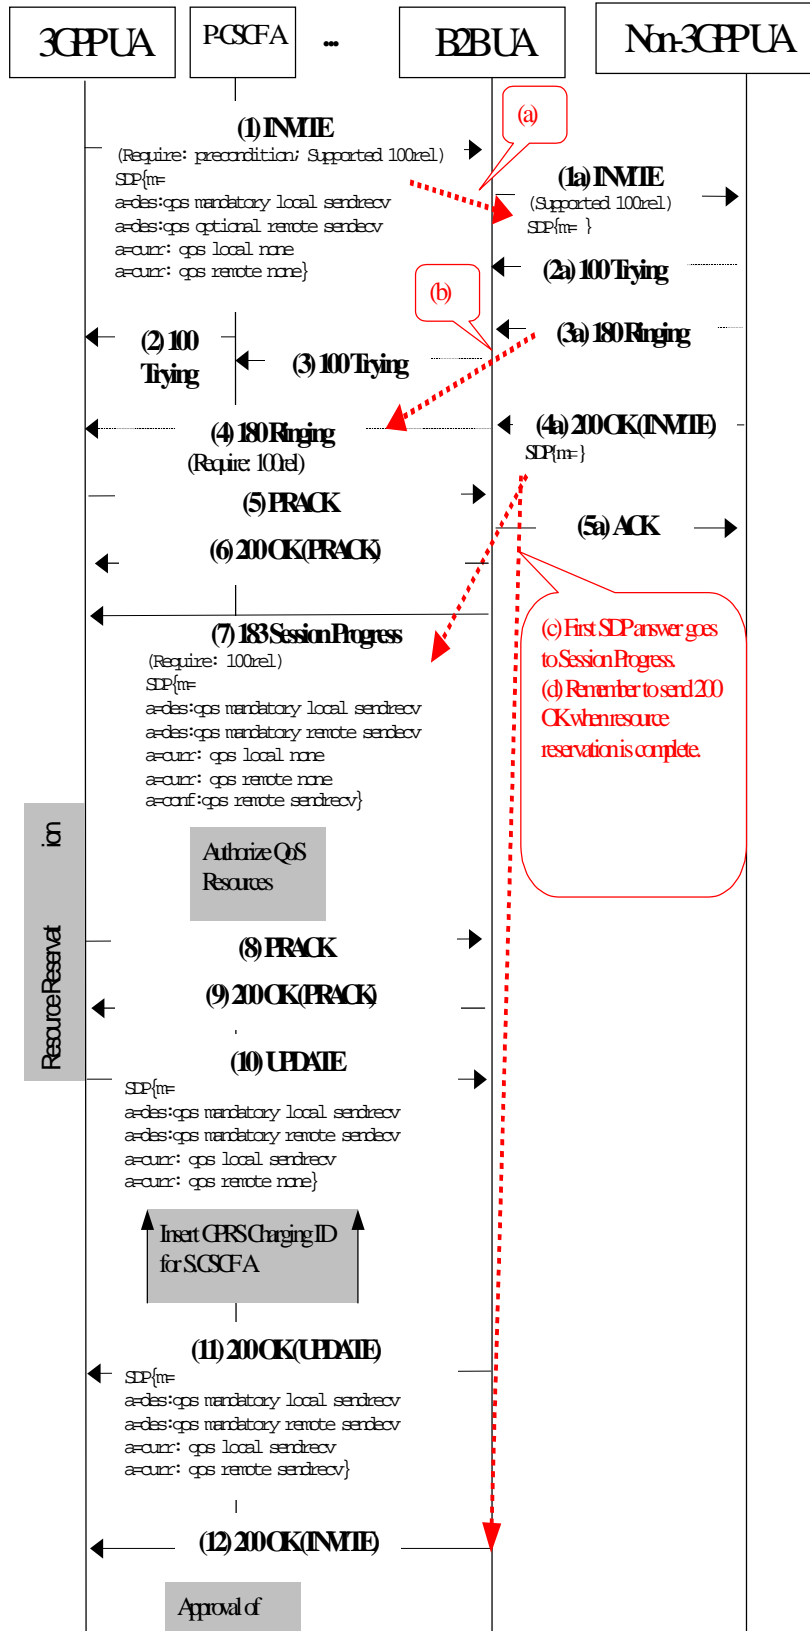 3GPP UA
P-CSCF A
...
B2BUA
Non-3GPP UA
(a)
(1) INVITE
(Require: precondition; Supported 100rel)
SDP{m=
a=des:qos mandatory local sendrecv
a=des:qos optional remote sendecv
a=curr: qos local none
a=curr: qos remote none}
(1a) INVITE
(Supported 100rel)
SDP{m= }
(2a) 100 Trying
(b)
(3a) 180 Ringing
(2) 100
Trying
(3) 100 Trying
(4) 180 Ringing
(Require: 100rel)
(4a) 200 OK (INVITE)
SDP{m= }
(5) PRACK
(5a) ACK
(6) 200 OK (PRACK)
(7) 183 Session Progress
(Require: 100rel)
SDP{m=
a=des:qos mandatory local sendrecv
a=des:qos mandatory remote sendecv
a=curr: qos local none
a=curr: qos remote none
a=conf:qos remote sendrecv}
(c) First SDP answer goes
to Session Progress.
(d) Remember to send 200
OK when resource
reservation is complete.
Resource Reservat ion
Authorize QoS
Resources
(8) PRACK
(9) 200 OK (PRACK)
(10) UPDATE
SDP{m=
a=des:qos mandatory local sendrecv
a=des:qos mandatory remote sendecv
a=curr: qos local sendrecv
a=curr: qos remote none}
Insert GPRS Charging ID
for S.CSCF A
(11) 200 OK (UPDATE)
SDP{m=
a=des:qos mandatory local sendrecv
a=des:qos mandatory remote sendecv
a=curr: qos local sendrecv
a=curr: qos remote sendrecv}
(12) 200 OK (INVITE)
Approval of